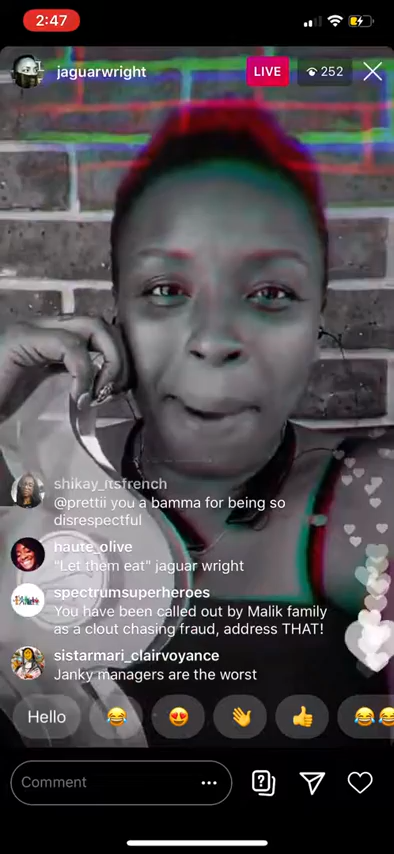 2:47
jaguarwright
LIVE
252
shikay_itsfrench
@prettii you a bamma for being so
disrespectful
haute_olive
"Let them eat" jaguar wright
spectrumsuperheroes
You have been called out by Malik family
as a clout chasing fraud, address THAT!
sistarmari_clairvoyance
Janky managers are the worst
Hello
Comment